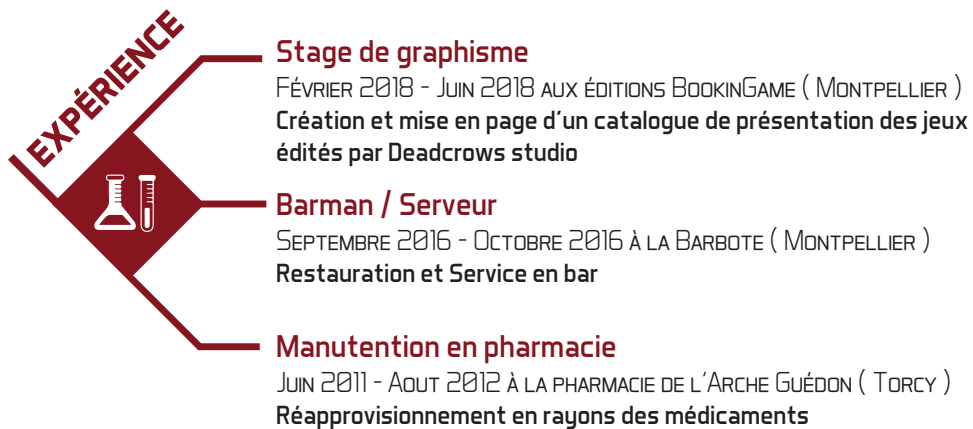 EXPÉRIENCE
Stage de graphisme
Février 2018 - Juin 2018 aux éditions BookinGame ( Montpellier )
Création et mise en page d'un catalogue de présentation des jeux
édités par Deadcrows studio
Barman / Serveur
Septembre 2016 - Octobre 2016 à la Barbote ( Montpellier )
Restauration et Service en bar
Manutention en pharmacie
Juin 2011 - Aout 2012 à la pharmacie de l'Arche Guédon ( Torcy )
Réapprovisionnement en rayons des médicaments